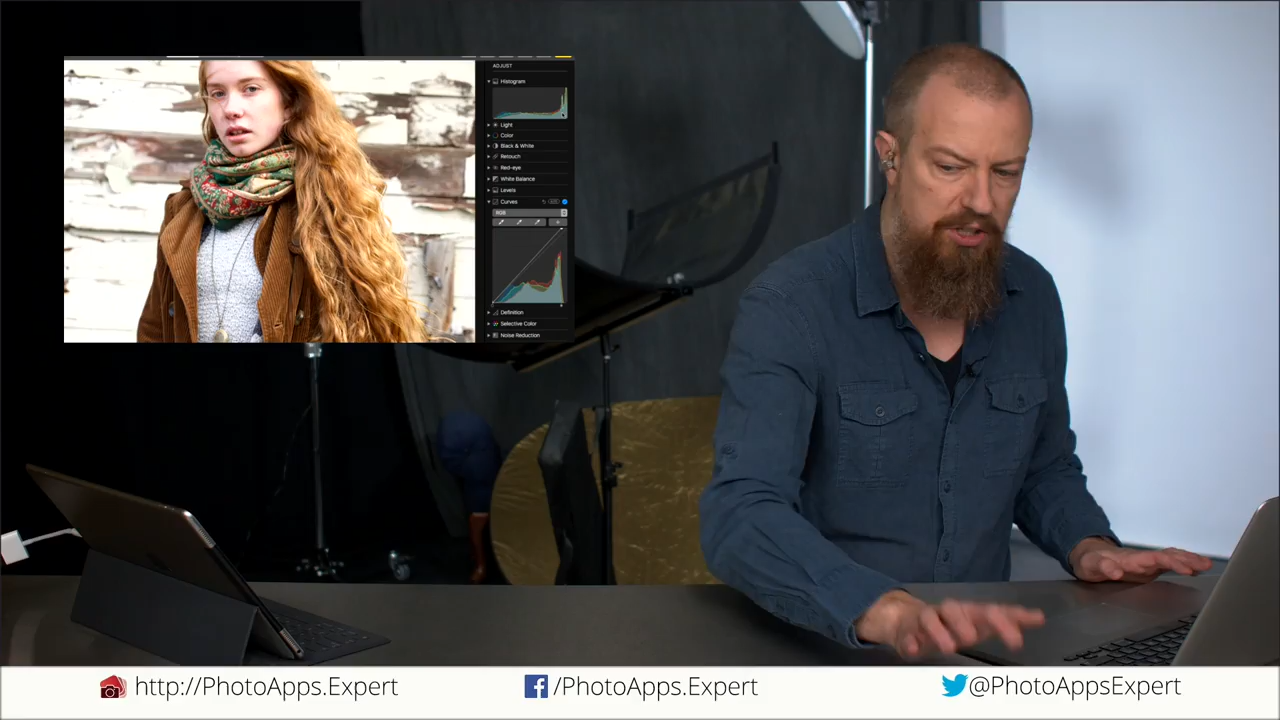 ADJUST
Histogram
Light
Color
Black & White
Retouch
Red-eye
White Balance
Levels
Curves
RGB
Definition
Selective Color
Noise Reduction
http://PhotoApps.Expert
/PhotoApps.Expert
@PhotoAppsExpert